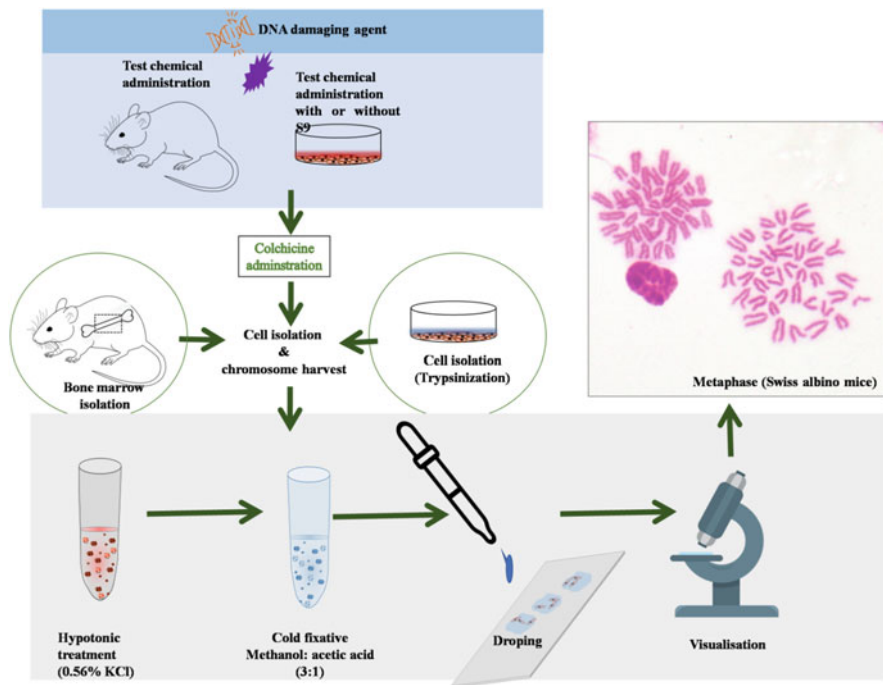 DNA damaging agent
Test chemical
administration
Test chemical
administration
with or without
S9
Colchicine
adminstration
Cell isolation
&
chromosome harvest
Bone marrow
isolation
Cell isolation
(Trypsinization)
Metaphase (Swiss albino mice)
Hypotonic
treatment
(0.56% KCl)
Cold fixative
Methanol: acetic acid
(3:1)
Droping
Visualisation